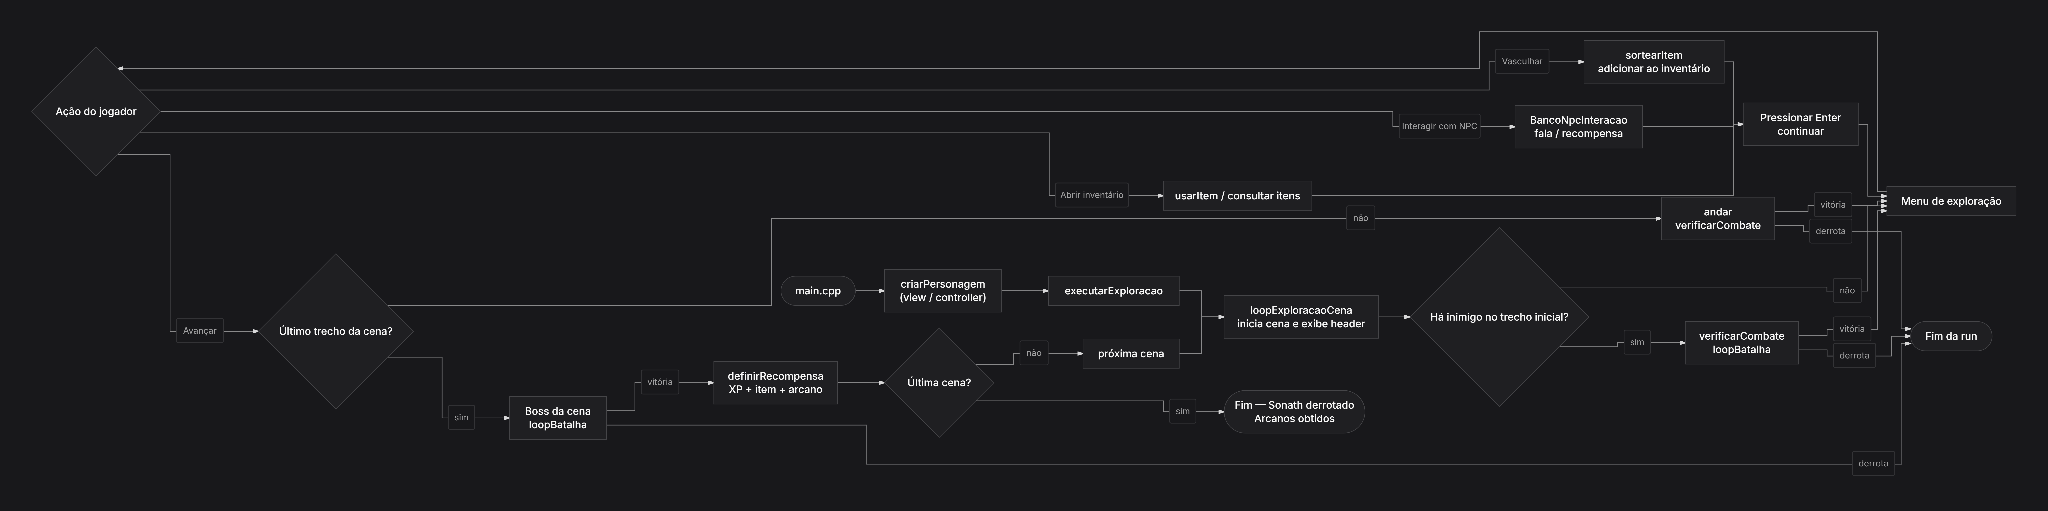 Vasculhar
sortearItem
adicionar ao inventário
Ação do jogador
Interagir com NPC
BancoNpcInteracao
fala / recompensa
Pressionar Enter
continuar
Abrir inventário
usarItem / consultar itens
não
andar
verificarCombate
vitória
derrota
Menu de exploração
main.cpp
criarPersonagem
(view / controller)
executarExploracao
não
Avançar
Último trecho da cena?
loopExploracaoCena
inicia cena e exibe header
Há inimigo no trecho inicial?
sim
verificarCombate
loopBatalha
vitória
derrota
Fim da run
não
próxima cena
vitória
definirRecompensa
XP + item + arcano
Última cena?
sim
Boss da cena
loopBatalha
sim
Fim — Sonath derrotado
Arcanos obtidos
derrota